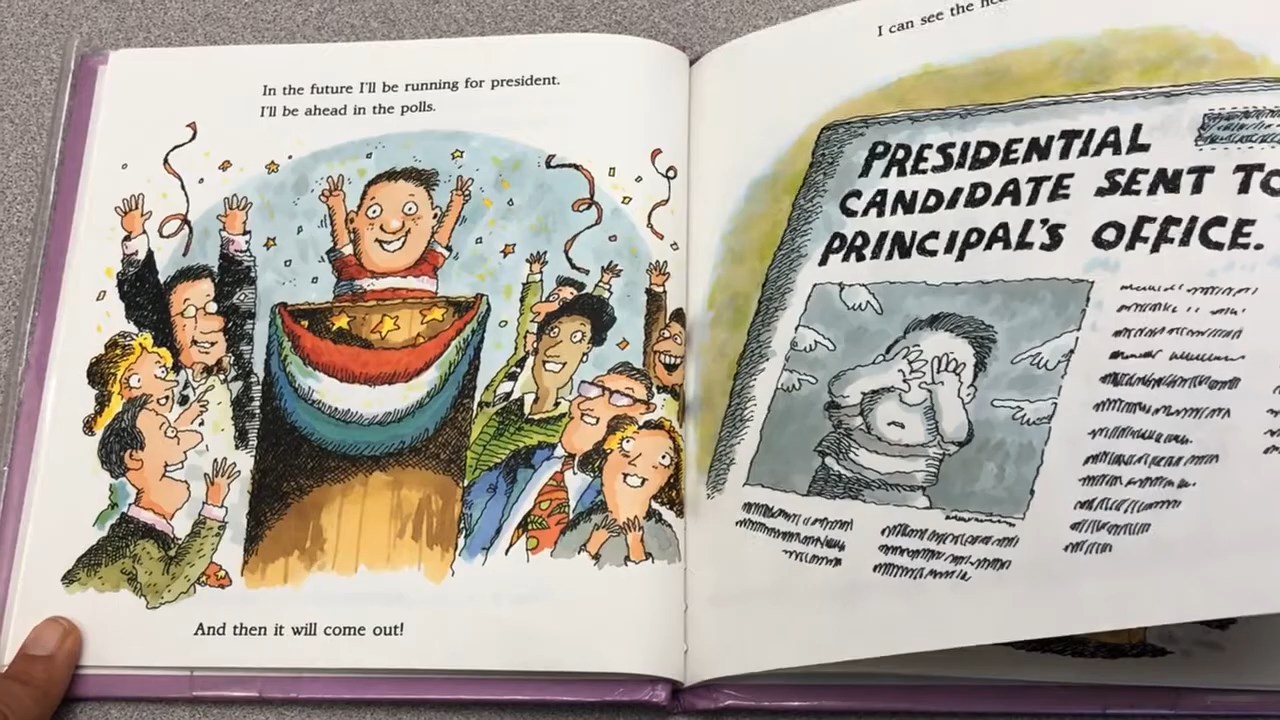 In the future I'll be running for president.
I'll be ahead in the polls.
And then it will come out!
I can see the
PRESIDENTIAL
CANDIDATE SENT TO
PRINCIPAL'S OFFICE.